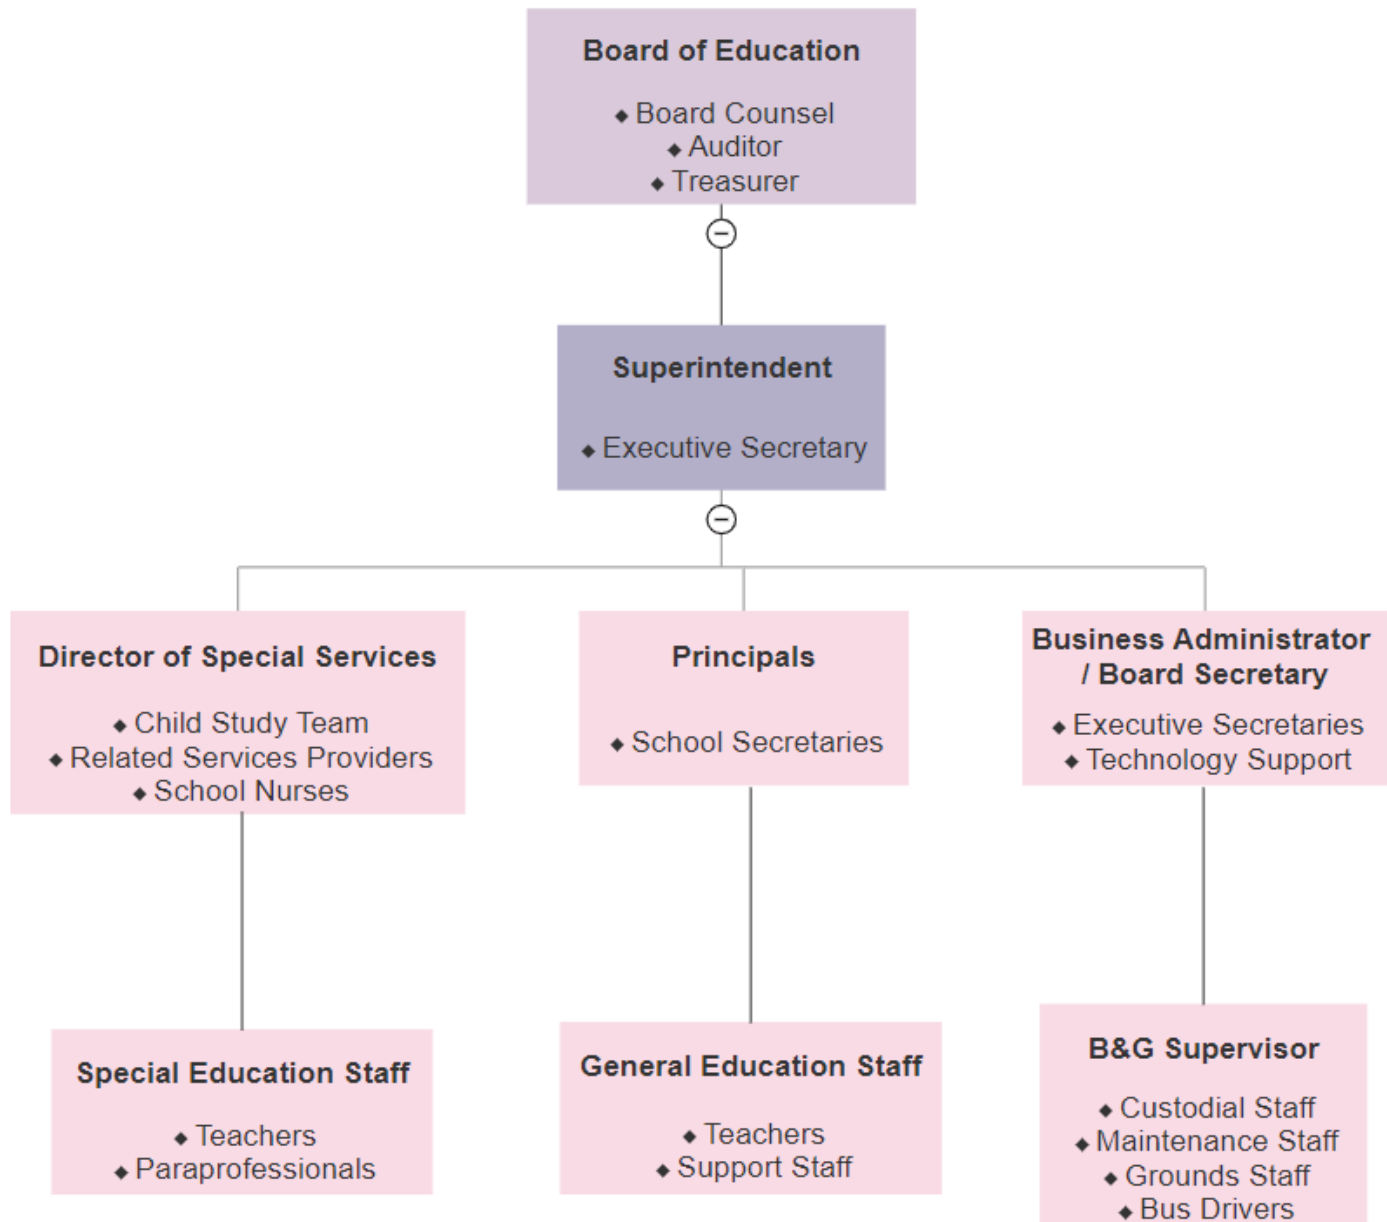 Board of Education
◆ Board Counsel
◆ Auditor
◆ Treasurer
Superintendent
◆ Executive Secretary
Director of Special Services
◆ Child Study Team
◆ Related Services Providers
◆ School Nurses
Principals
◆ School Secretaries
Business Administrator
/ Board Secretary
◆ Executive Secretaries
◆ Technology Support
Special Education Staff
◆ Teachers
◆ Paraprofessionals
General Education Staff
◆ Teachers
◆ Support Staff
B&G Supervisor
◆ Custodial Staff
◆ Maintenance Staff
◆ Grounds Staff
◆ Bus Drivers